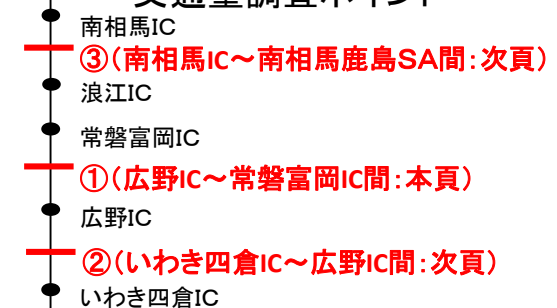 交通量調査ポイント
南相馬IC
③(南相馬IC～南相馬鹿島SA間:次頁)
浪江IC
常磐富岡IC
①(広野IC～常磐富岡IC間:本頁)
広野IC
②(いわき四倉IC～広野IC間:次頁)
いわき四倉IC